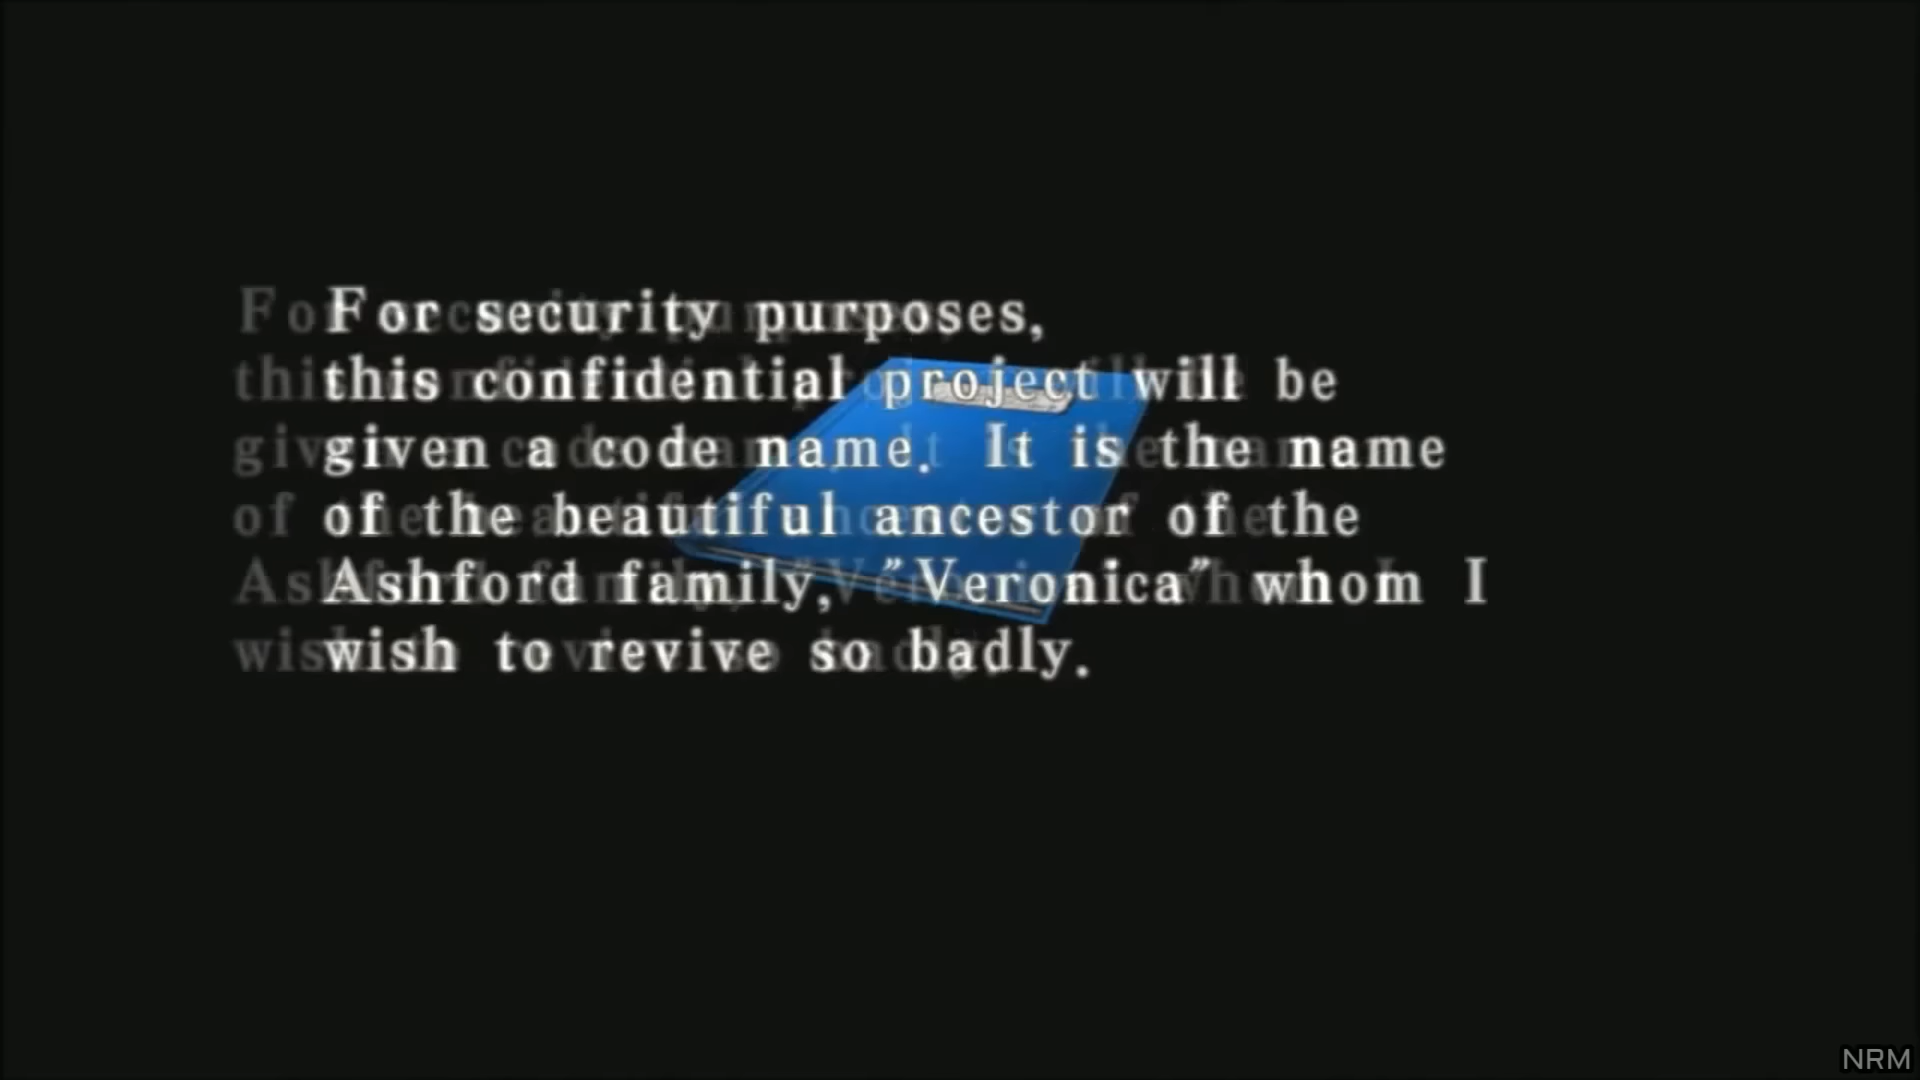 For security purposes,
this confidential project will be
given a code name. It is the name
of the beautiful ancestor of the
Ashford family, "Veronica" whom I
wish to revive so badly.
NRM